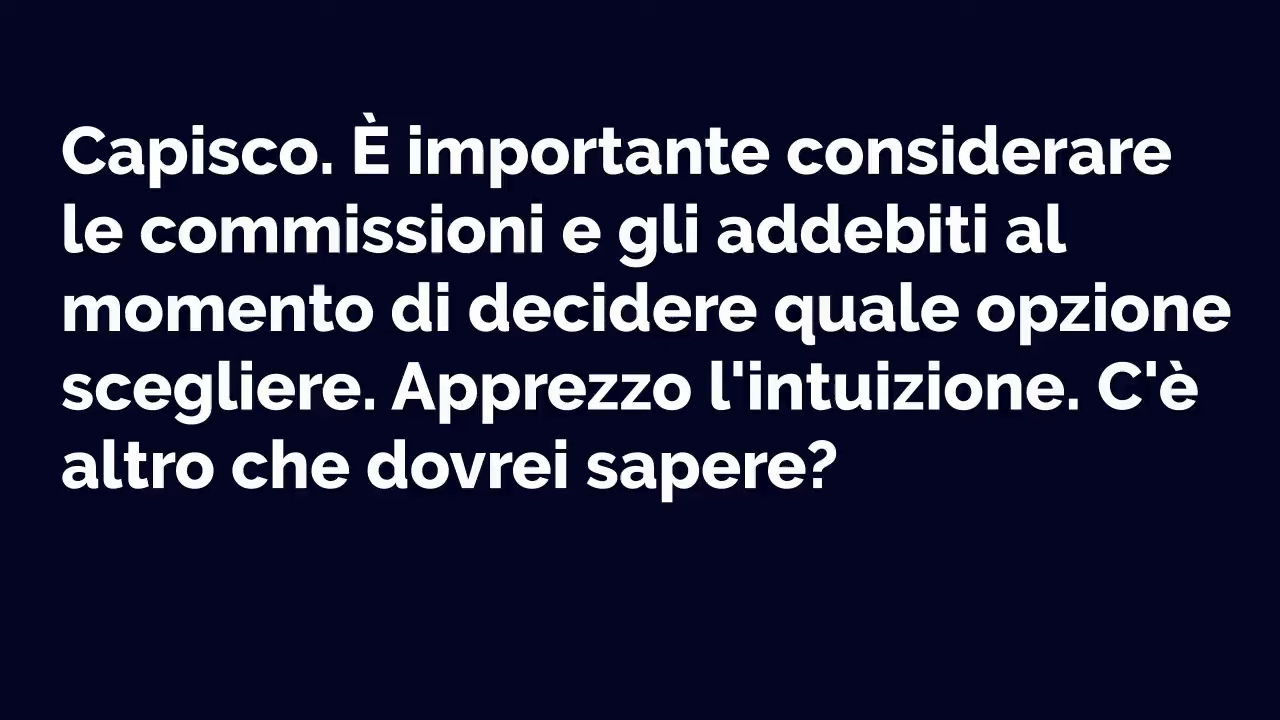 Capisco. È importante considerare
le commissioni e gli addebiti al
momento di decidere quale opzione
scegliere. Apprezzo l'intuizione. C'è
altro che dovrei sapere?